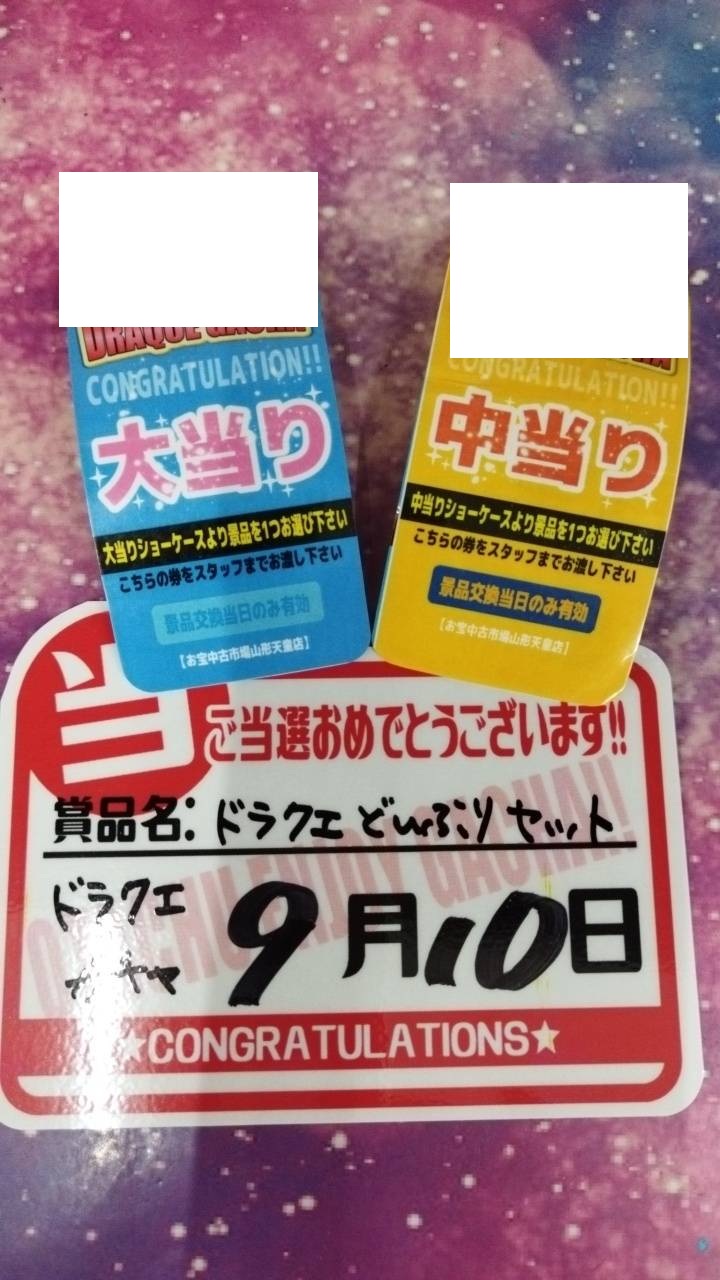 CONGRATULATION!!
大当り
大当りショーケースより景品を1つお選び下さい
こちらの券をスタッフまでお渡し下さい
景品交換当日のみ有効
【お宝中古市場山形天童店】
CONGRATULATION!!
中当り
中当りショーケースより景品を1つお選び下さい
こちらの券をスタッフまでお渡し下さい
景品交換当日のみ有効
【お宝中古市場山形天童店】
当
ご当選おめでとうございます!!
賞品名:ドラクエ どんぶり セット
ドラクエ
9月10日
★CONGRATULATIONS★